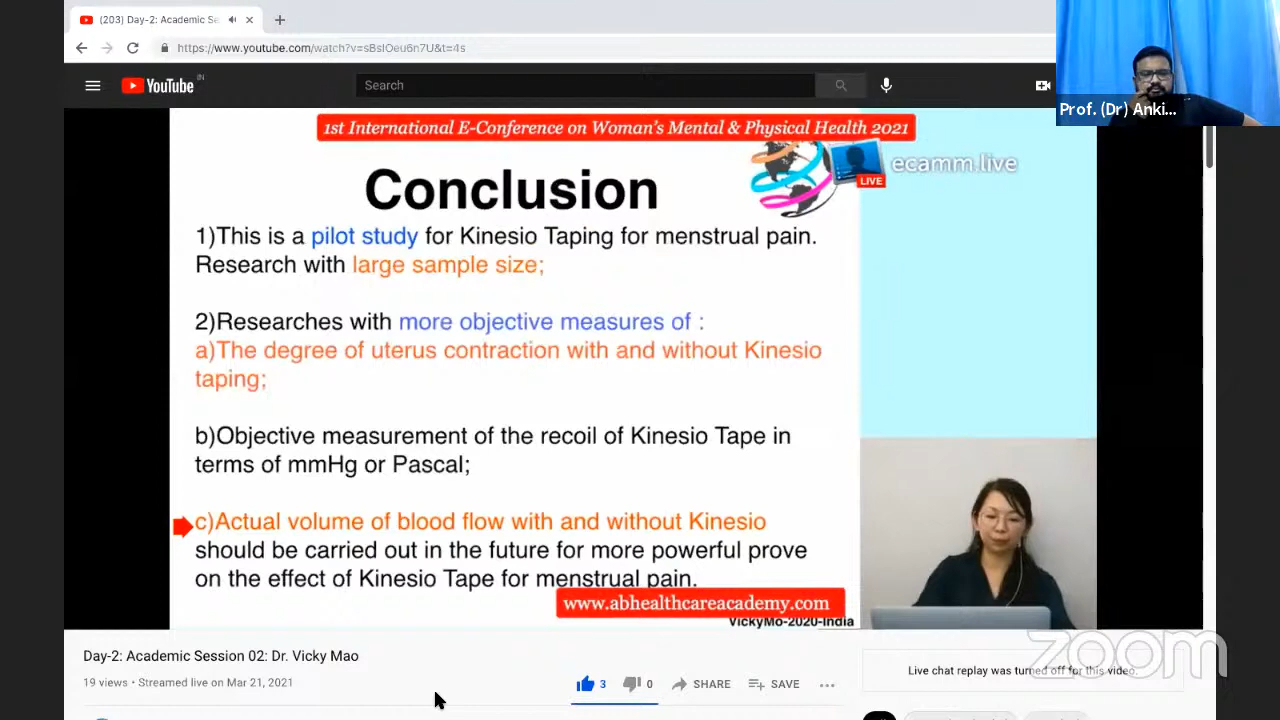 (203) Day-2: Academic Se
https://www.youtube.com/watch?v=sBslOeu6n7U&t=4s
YouTube IN
Search
Prof. (Dr) Anki...
1st International E-Conference on Woman's Mental & Physical Health 2021
LIVE
ecamm.live
Conclusion
1)This is a pilot study for Kinesio Taping for menstrual pain.
Research with large sample size;
2)Researches with more objective measures of :
a)The degree of uterus contraction with and without Kinesio
taping;
b)Objective measurement of the recoil of Kinesio Tape in
terms of mmHg or Pascal;
c)Actual volume of blood flow with and without Kinesio
should be carried out in the future for more powerful prove
on the effect of Kinesio Tape for menstrual pain.
www.abhealthcareacademy.com
VickyMo-2020-India
Day-2: Academic Session 02: Dr. Vicky Mao
19 views • Streamed live on Mar 21, 2021
3
0
SHARE
SAVE
Live chat replay was turned off for this video.
zoom